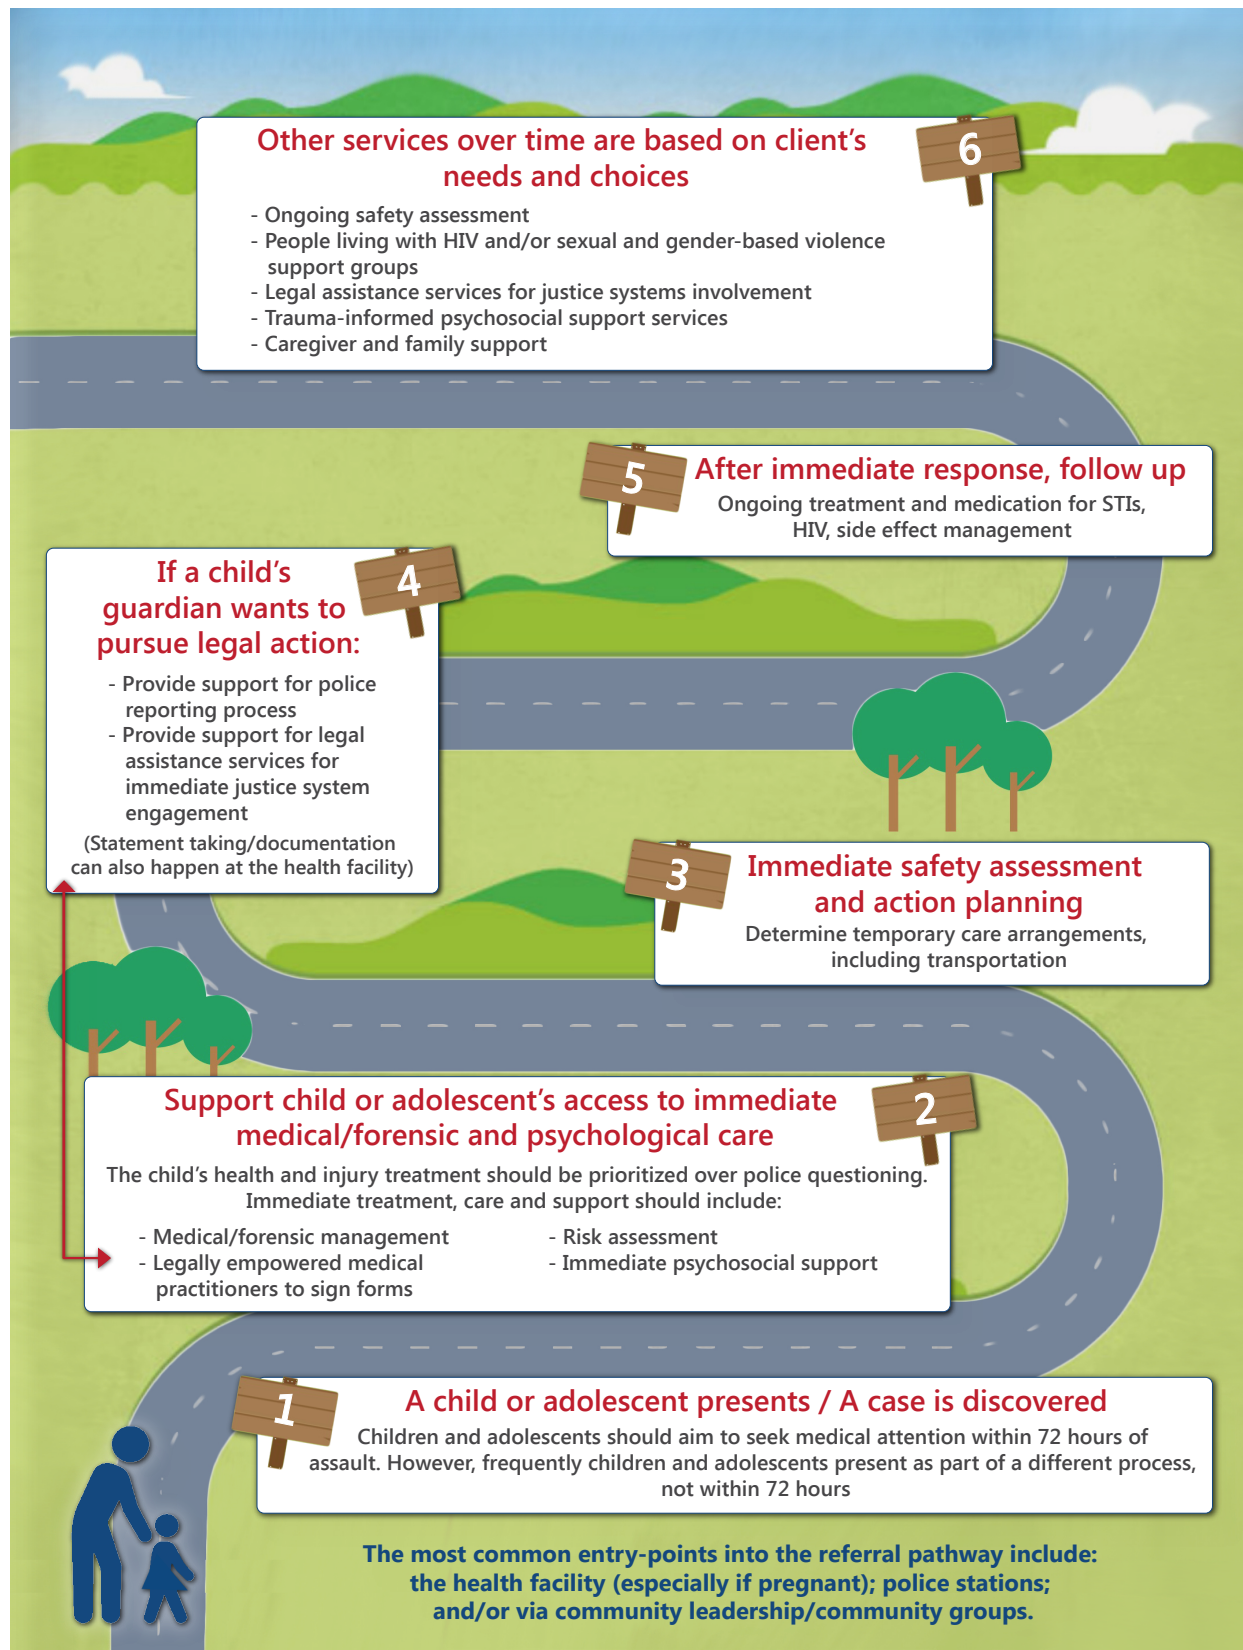 Other services over time are based on client's
needs and choices
6
- Ongoing safety assessment
- People living with HIV and/or sexual and gender-based violence
support groups
- Legal assistance services for justice systems involvement
- Trauma-informed psychosocial support services
- Caregiver and family support
5
After immediate response, follow up
Ongoing treatment and medication for STIs,
HIV, side effect management
If a child's
guardian wants to
pursue legal action:
4
- Provide support for police
reporting process
- Provide support for legal
assistance services for
immediate justice system
engagement
(Statement taking/documentation
can also happen at the health facility)
3
Immediate safety assessment
and action planning
Determine temporary care arrangements,
including transportation
Support child or adolescent's access to immediate
medical/forensic and psychological care
2
The child's health and injury treatment should be prioritized over police questioning.
Immediate treatment, care and support should include:
- Medical/forensic management
- Legally empowered medical
practitioners to sign forms
- Risk assessment
- Immediate psychosocial support
1
A child or adolescent presents / A case is discovered
Children and adolescents should aim to seek medical attention within 72 hours of
assault. However, frequently children and adolescents present as part of a different process,
not within 72 hours
The most common entry-points into the referral pathway include:
the health facility (especially if pregnant); police stations;
and/or via community leadership/community groups.